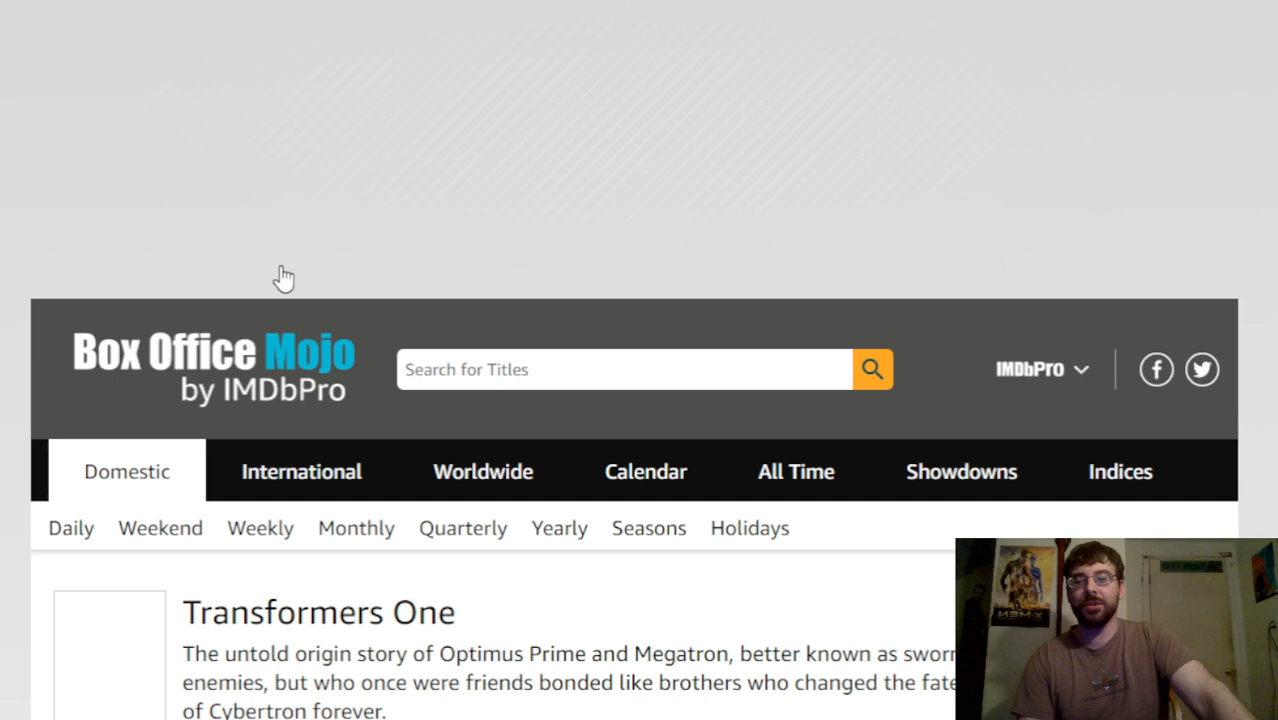 Box Office Mojo
by IMDbPro
Search for Titles
IMDbPro
Domestic International Worldwide Calendar All Time Showdowns Indices
Daily Weekend Weekly Monthly Quarterly Yearly Seasons Holidays
Transformers One
The untold origin story of Optimus Prime and Megatron, better known as sworn
enemies, but who once were friends bonded like brothers who changed the fate
of Cybertron forever.